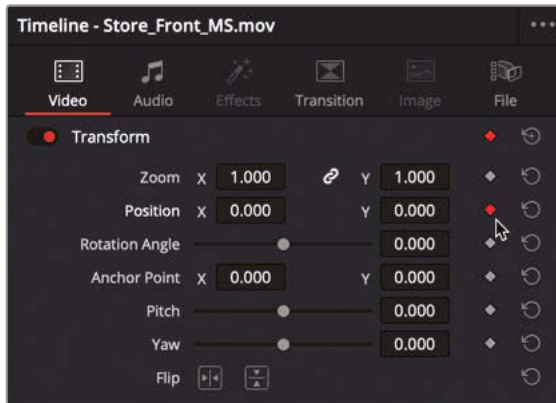 Timeline - Store_Front_MS.mov
Video Audio Effects Transition Image File
Transform
Zoom X 1.000 Y 1.000
Position X 0.000 Y 0.000
Rotation Angle 0.000
Anchor Point X 0.000 Y 0.000
Pitch 0.000
Yaw 0.000
Flip